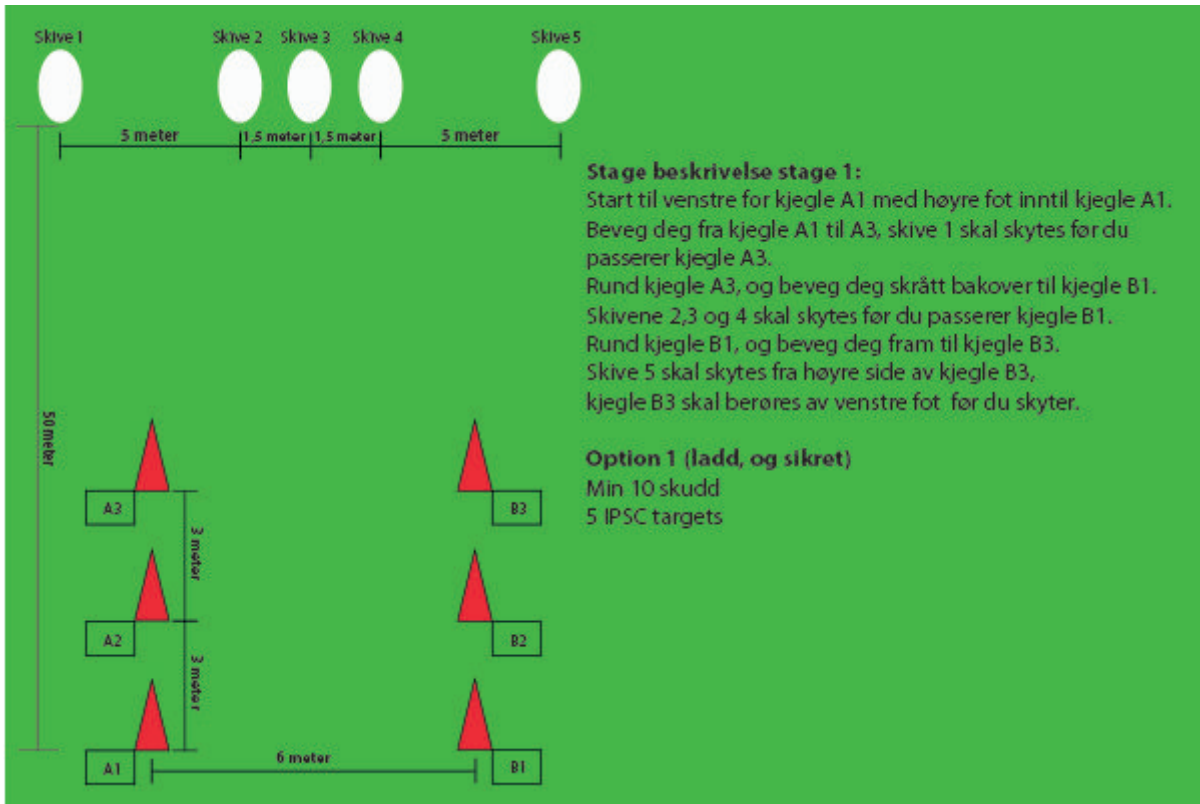 Skive 1
Skive 2
Skive 3
Skive 4
Skive 5
5 meter
1,5 meter
1,5 meter
5 meter
Stage beskrivelse stage 1:
Start til venstre for kjegle A1 med høyre fot inntil kjegle A1.
Beveg deg fra kjegle A1 til A3, skive 1 skal skytes før du
passerer kjegle A3.
Rund kjegle A3, og beveg deg skrått bakover til kjegle B1.
Skivene 2,3 og 4 skal skytes før du passerer kjegle B1.
Rund kjegle B1, og beveg deg fram til kjegle B3.
Skive 5 skal skytes fra høyre side av kjegle B3,
kjegle B3 skal berøres av venstre fot før du skyter.
Option 1 (ladd, og sikret)
Min 10 skudd
5 IPSC targets
50 meter
A3
B3
3 meter
A2
B2
3 meter
A1
6 meter
B1